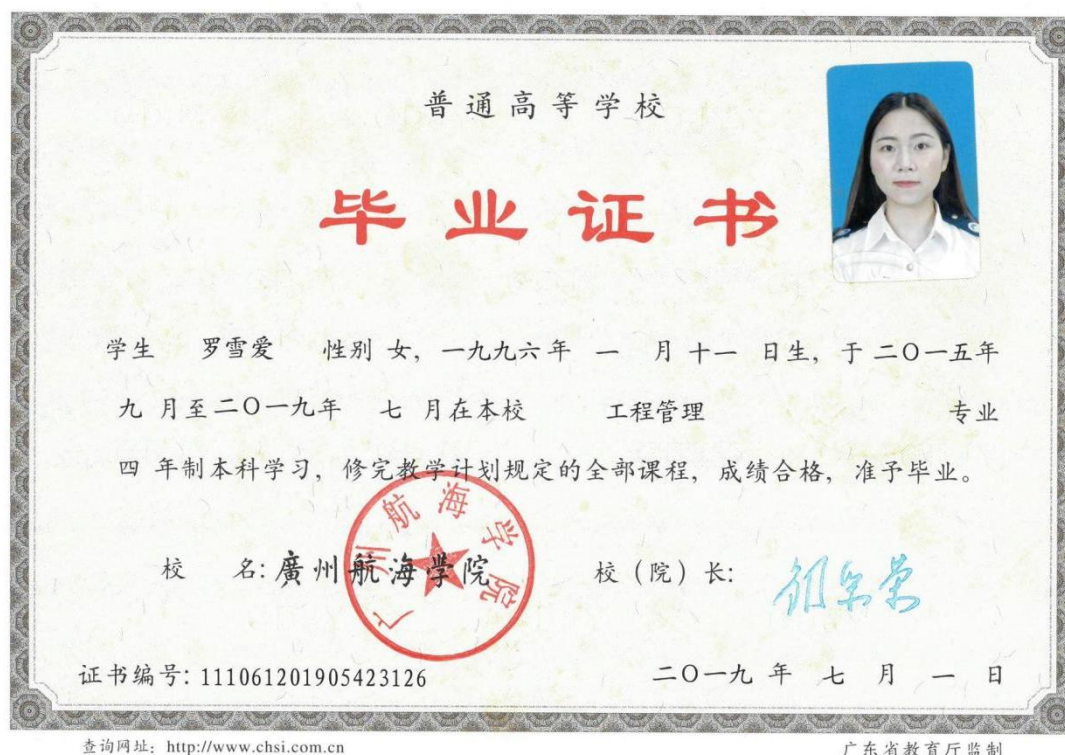 普通高等学校
毕业证书
学生 罗雪爱 性别 女，一九九六年 一 月 十一 日生，于 二〇一五年
九 月至二〇一九年 七 月在本校 工程管理 专业
四 年制本科学习，修完教学计划规定的全部课程，成绩合格，准予毕业。
校 名：廣州航海學院 校（院）长：
广州航海学院
证书编号：111061201905423126 二〇一九 年 七 月 一 日
查询网址：http://www.chsi.com.cn 广东省教育厅监制